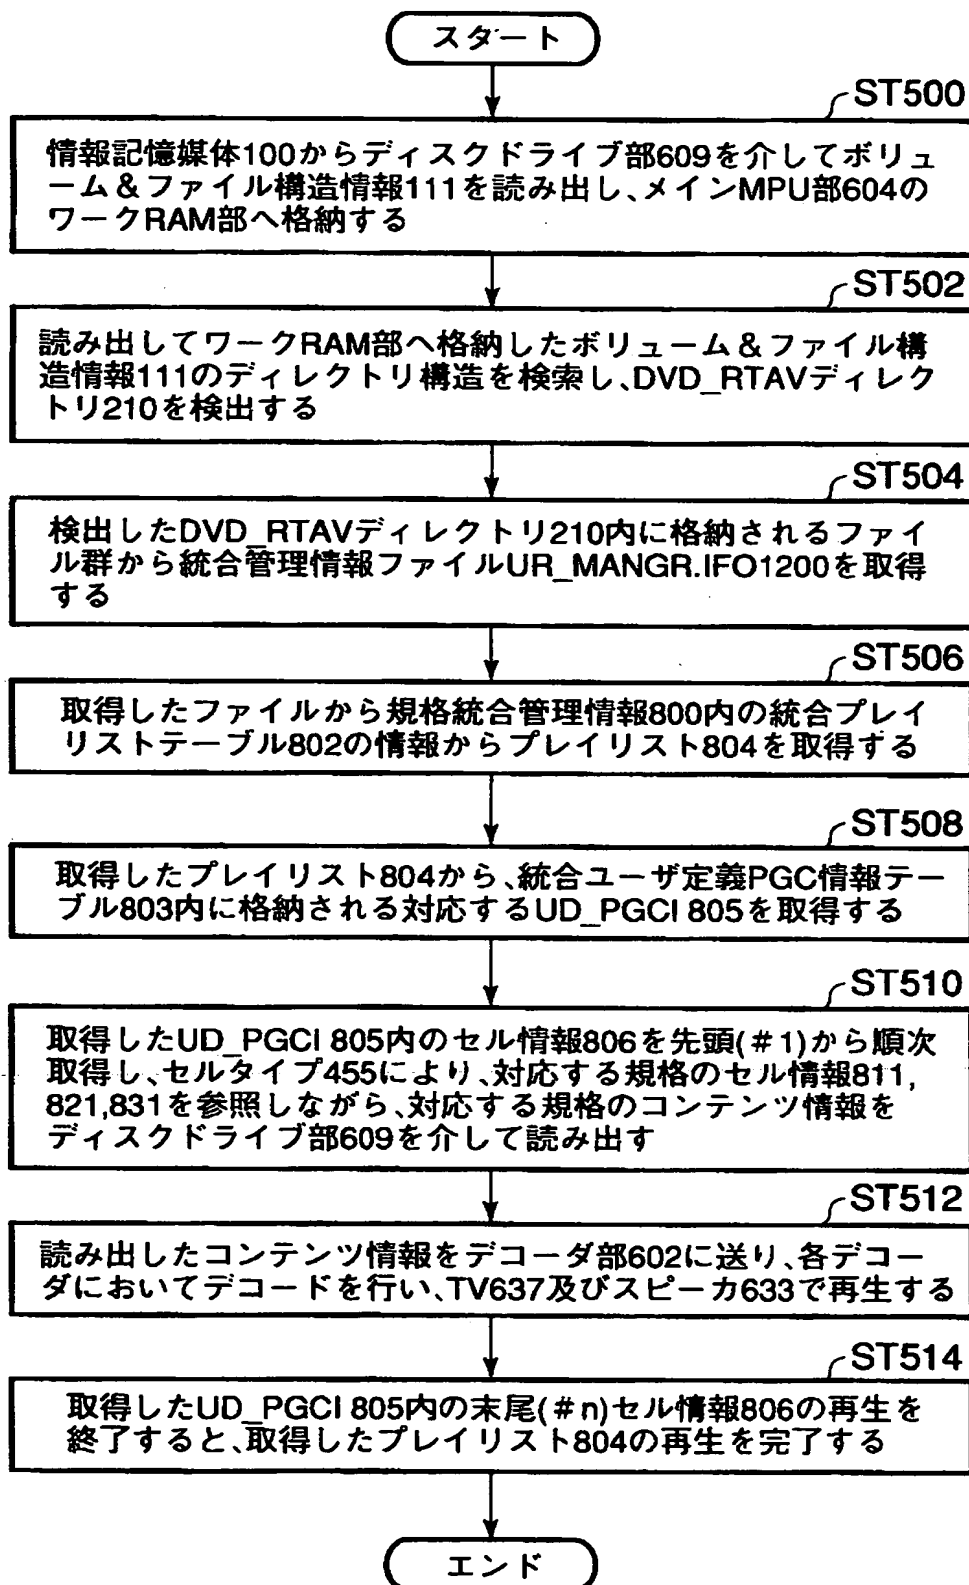 スタート
ST500
情報記憶媒体100からディスクドライブ部609を介してボリュ
ーム&ファイル構造情報111を読み出し、メインMPU部604の
ワークRAM部へ格納する
ST502
読み出してワークRAM部へ格納したボリューム&ファイル構
造情報111のディレクトリ構造を検索し、DVD_RTAVディレク
トリ210を検出する
ST504
検出したDVD_RTAVディレクトリ210内に格納されるファイ
ル群から統合管理情報ファイルUR_MANGR.IFO1200を取得
する
ST506
取得したファイルから規格統合管理情報800内の統合プレイ
リストテーブル802の情報からプレイリスト804を取得する
ST508
取得したプレイリスト804から、統合ユーザ定義PGC情報テー
ブル803内に格納される対応するUD_PGCI 805を取得する
ST510
取得したUD_PGCI 805内のセル情報806を先頭(#1)から順次
取得し、セルタイプ455により、対応する規格のセル情報811,
821,831を参照しながら、対応する規格のコンテンツ情報を
ディスクドライブ部609を介して読み出す
ST512
読み出したコンテンツ情報をデコーダ部602に送り、各デコー
ダにおいてデコードを行い、TV637及びスピーカ633で再生する
ST514
取得したUD_PGCI 805内の末尾(#n)セル情報806の再生を
終了すると、取得したプレイリスト804の再生を完了する
エンド